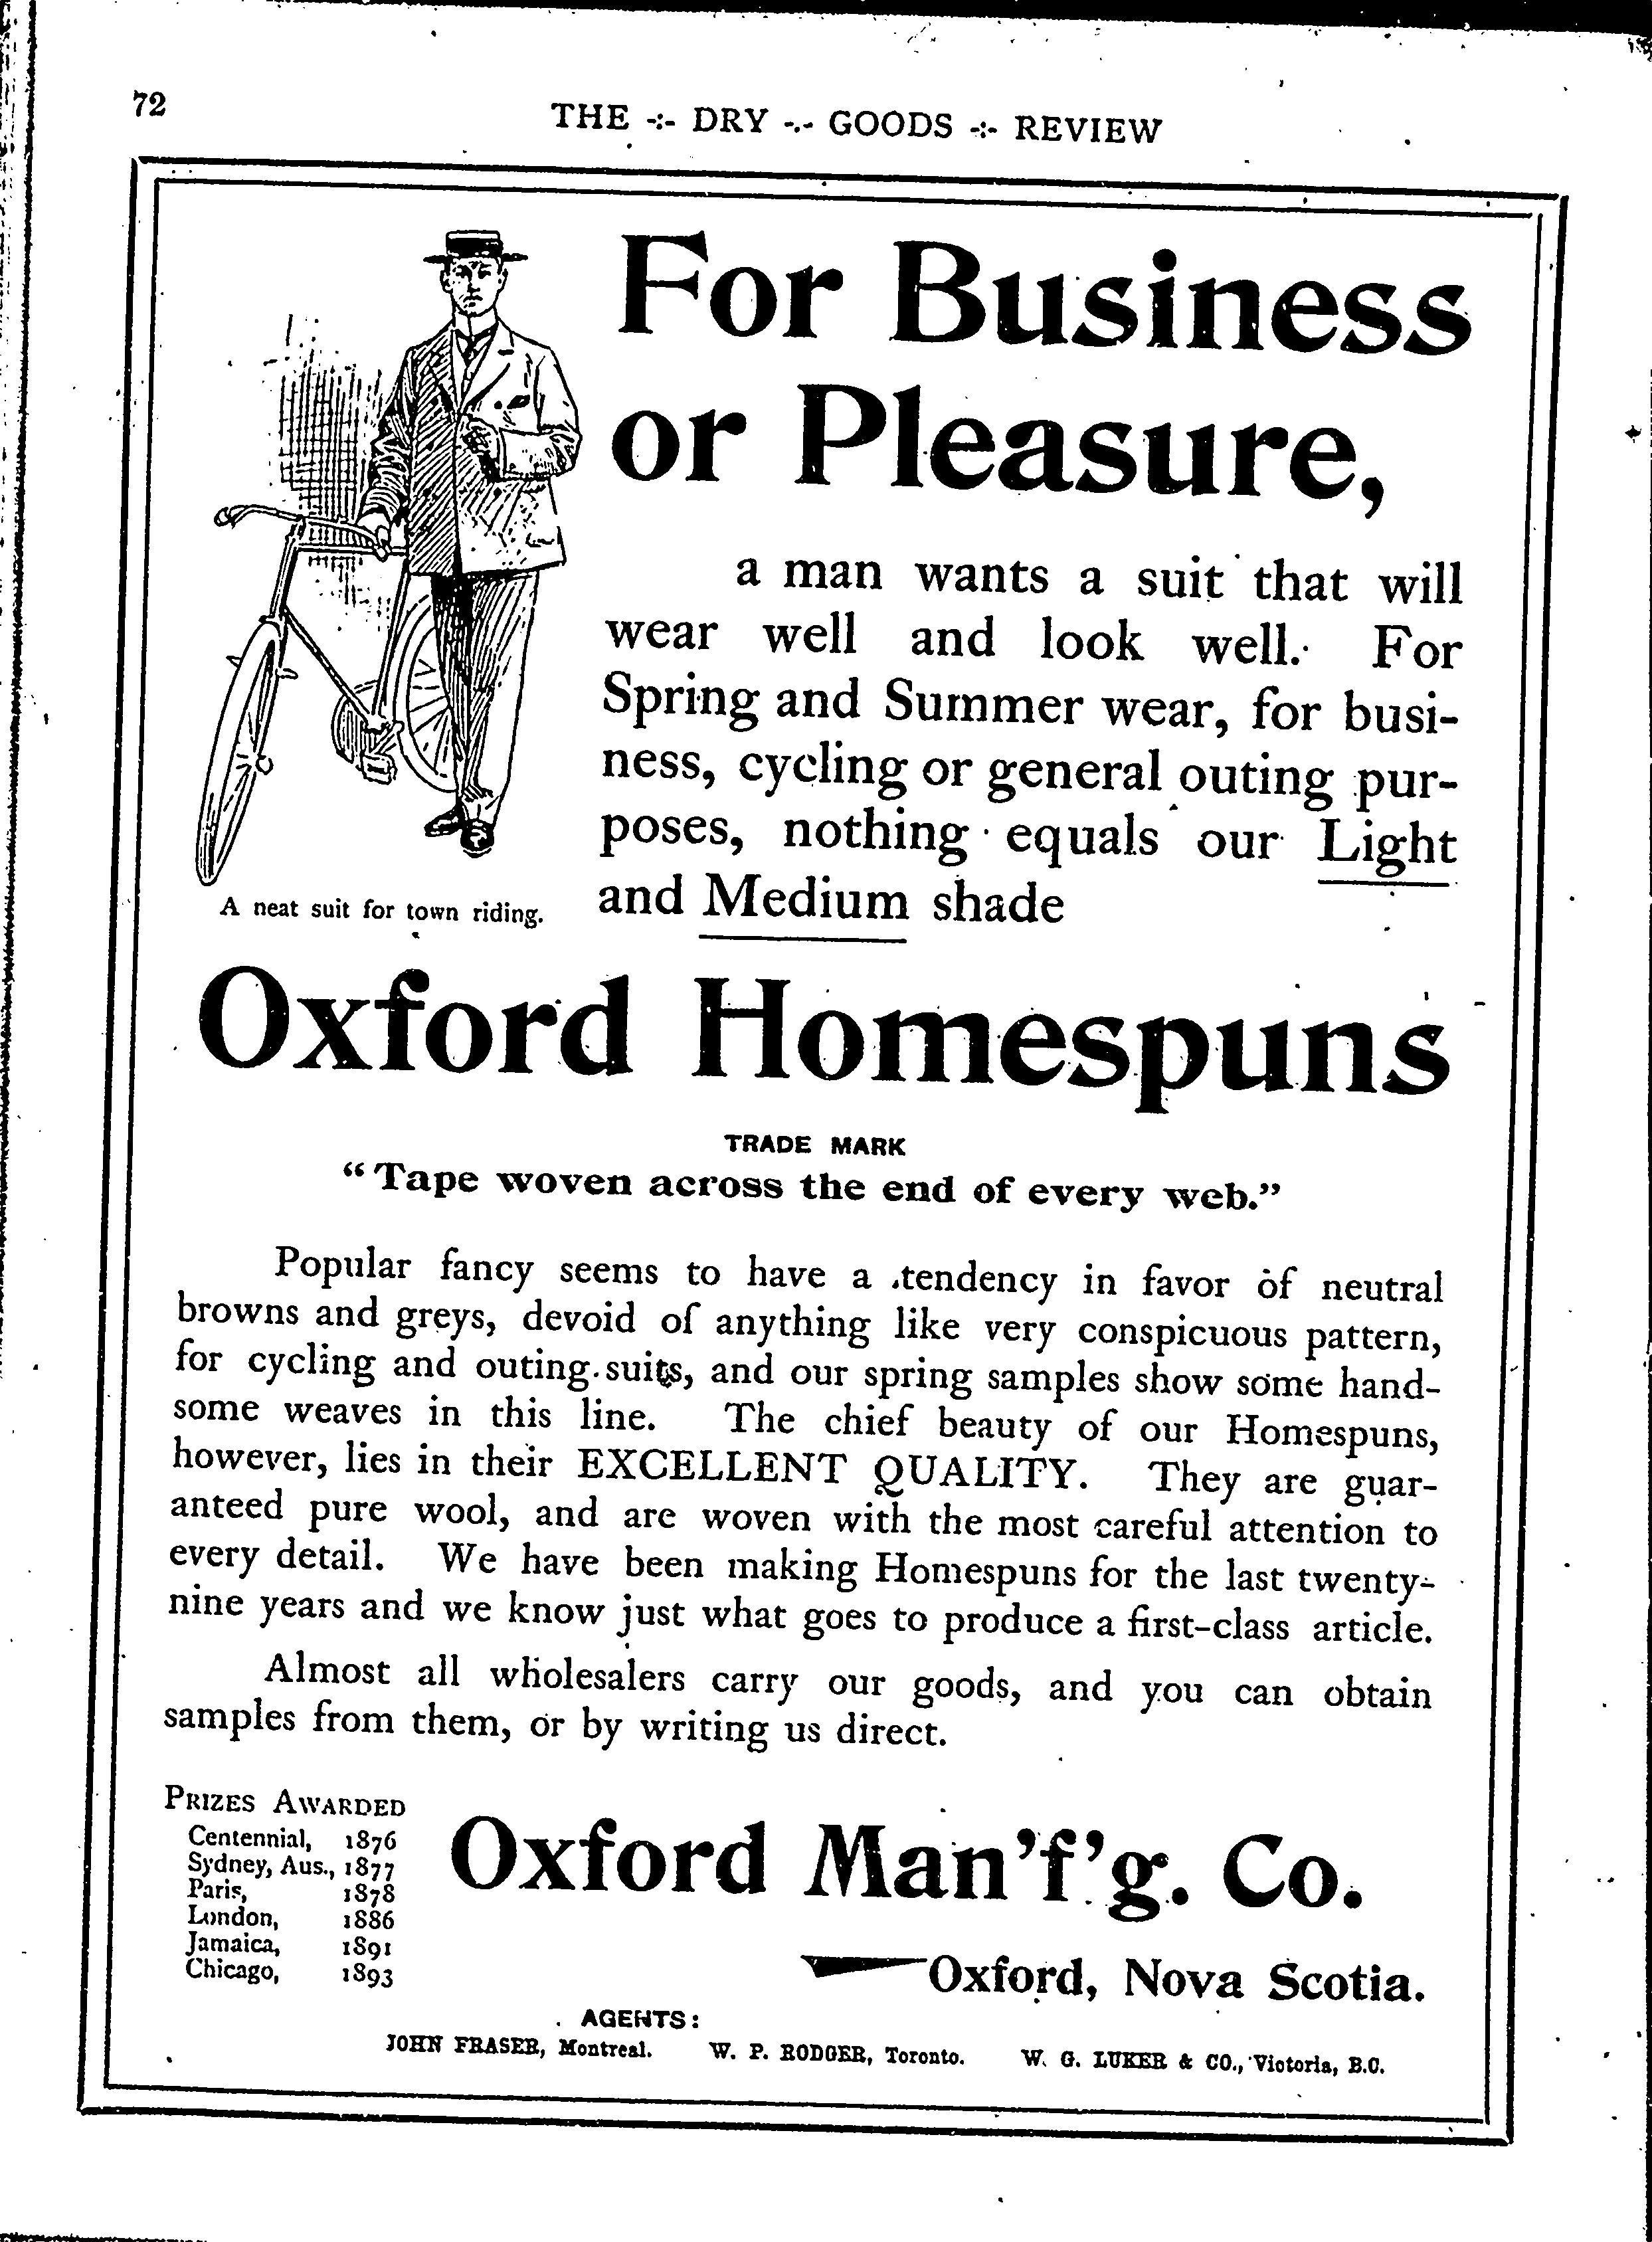 72
THE -:- DRY -:- GOODS -:- REVIEW
For Business
or Pleasure,
a man wants a suit that will
wear well and look well. For
Spring and Summer wear, for busi-
ness, cycling or general outing pur-
poses, nothing equals our Light
and Medium shade
A neat suit for town riding.
Oxford Homespuns
TRADE MARK
“Tape woven across the end of every web.”
Popular fancy seems to have a tendency in favor of neutral
browns and greys, devoid of anything like very conspicuous pattern,
for cycling and outing suits, and our spring samples show some hand-
some weaves in this line. The chief beauty of our Homespuns,
however, lies in their EXCELLENT QUALITY. They are guar-
anteed pure wool, and are woven with the most careful attention to
every detail. We have been making Homespuns for the last twenty-
nine years and we know just what goes to produce a first-class article.
Almost all wholesalers carry our goods, and you can obtain
samples from them, or by writing us direct.
PRIZES AWARDED
Centennial, 1876
Sydney, Aus., 1877
Paris, 1878
London, 1886
Jamaica, 1891
Chicago, 1893
Oxford Man’f’g. Co.
Oxford, Nova Scotia.
AGENTS:
JOHN FRASER, Montreal. W. P. RODGER, Toronto. W. G. LUKER & CO., Victoria, B.C.